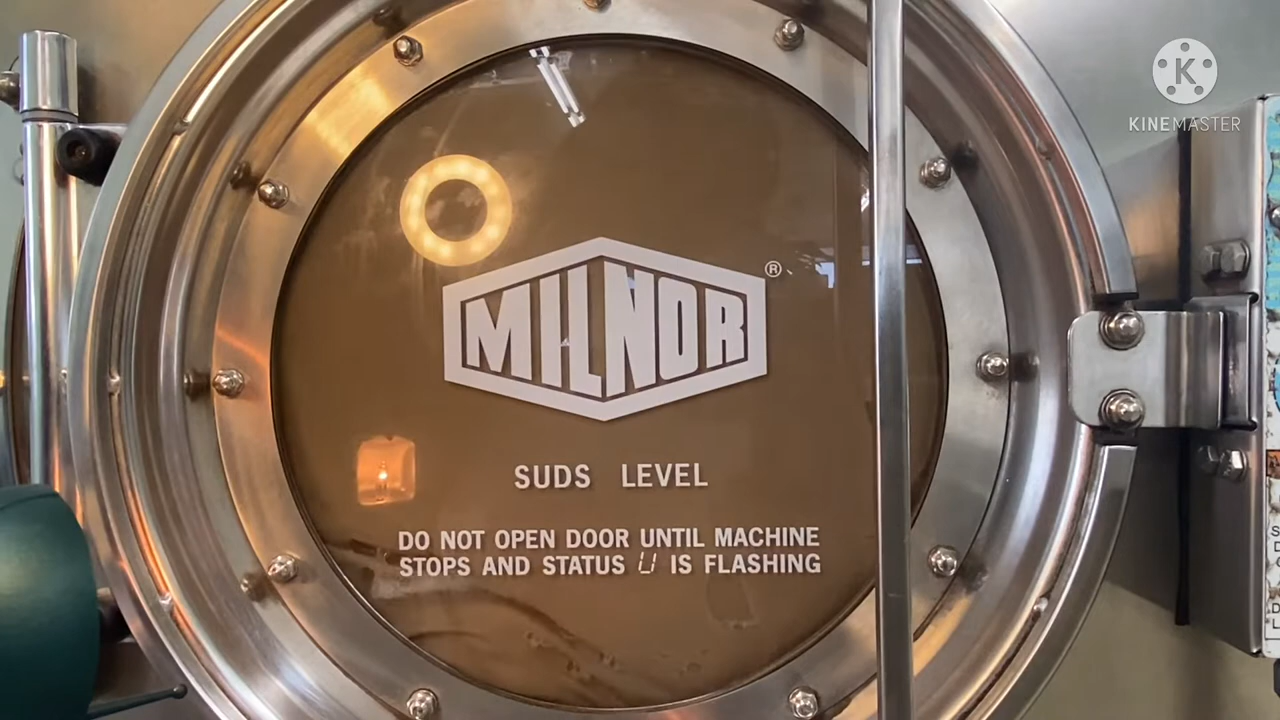 K
KINEMASTER
MILNOR ®
SUDS LEVEL
DO NOT OPEN DOOR UNTIL MACHINE
STOPS AND STATUS U IS FLASHING